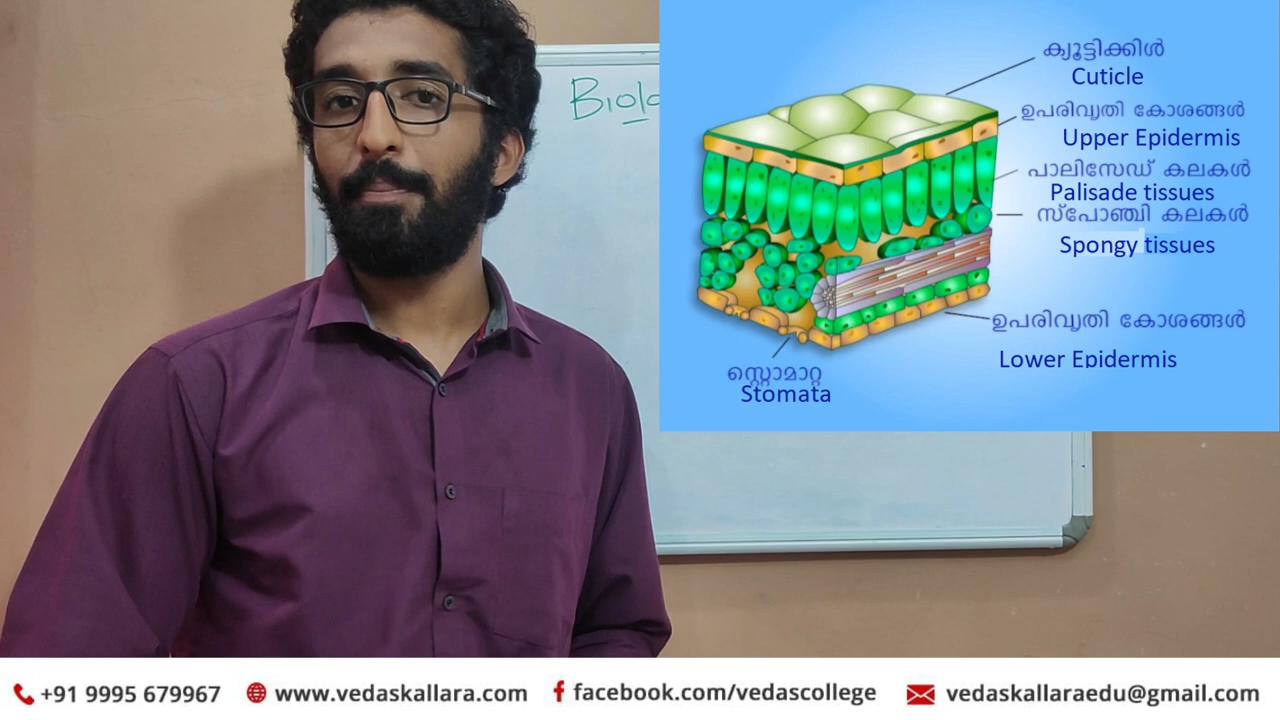 Biolo
ക്യൂട്ടിക്കിൾ
Cuticle
ഉപരിവൃതി കോശങ്ങൾ
Upper Epidermis
പാലിസേഡ് കലകൾ
Palisade tissues
സ്പോഞ്ചി കലകൾ
Spongy tissues
ഉപരിവൃതി കോശങ്ങൾ
Lower Epidermis
സ്റ്റൊമാറ്റ
Stomata
+91 9995 679967 www.vedaskallara.com facebook.com/vedascollege vedaskallaraedu@gmail.com